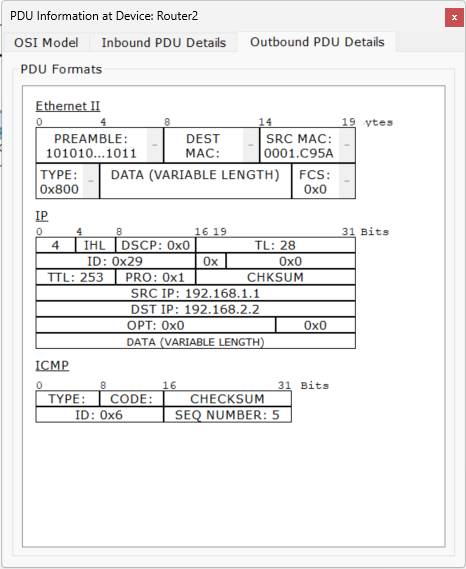 PDU Information at Device: Router2
x
OSI Model Inbound PDU Details Outbound PDU Details
PDU Formats
Ethernet II
0 4 8 14 19 ytes
PREAMBLE: DEST SRC MAC:
101010...1011 MAC: 0001.C95A
TYPE: DATA (VARIABLE LENGTH) FCS:
0x800 0x0
IP
0 4 8 16 19 31 Bits
4 IHL DSCP: 0x0 TL: 28
ID: 0x29 0x 0x0
TTL: 253 PRO: 0x1 CHKSUM
SRC IP: 192.168.1.1
DST IP: 192.168.2.2
OPT: 0x0 0x0
DATA (VARIABLE LENGTH)
ICMP
0 8 16 31 Bits
TYPE: CODE: CHECKSUM
ID: 0x6 SEQ NUMBER: 5